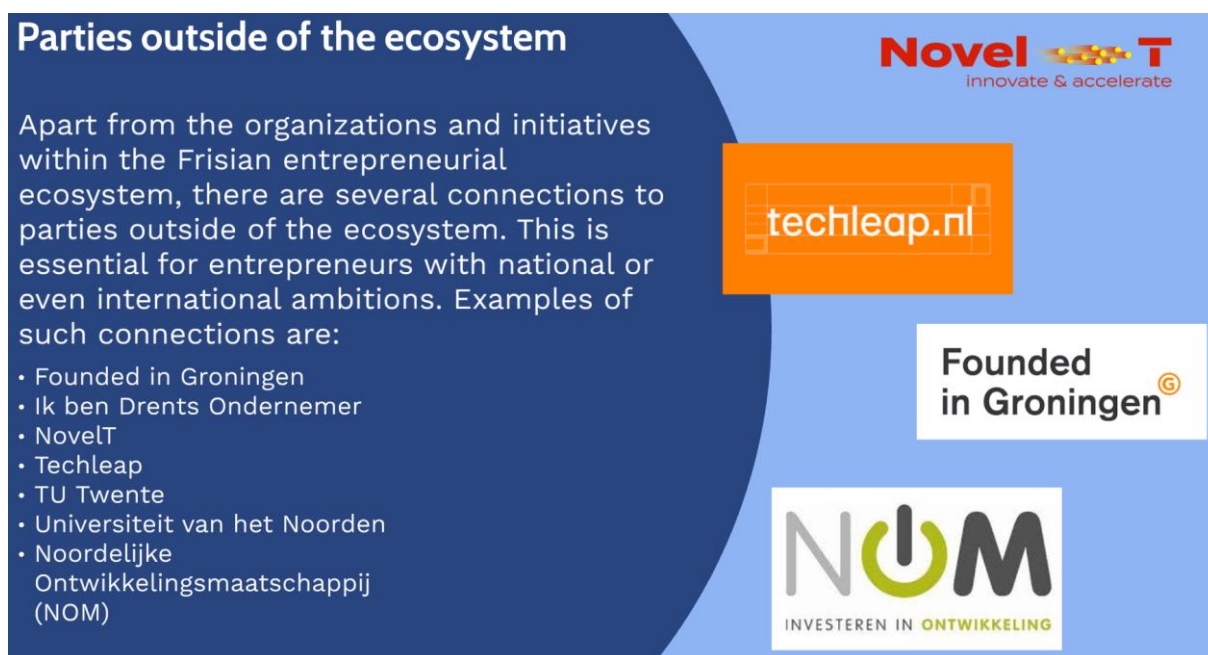 Parties outside of the ecosystem
Apart from the organizations and initiatives
within the Frisian entrepreneurial
ecosystem, there are several connections to
parties outside of the ecosystem. This is
essential for entrepreneurs with national or
even international ambitions. Examples of
such connections are:
• Founded in Groningen
• Ik ben Drents Ondernemer
• NovelT
• Techleap
• TU Twente
• Universiteit van het Noorden
• Noordelijke
Ontwikkelingsmaatschappij
(NOM)
Novel T
innovate & accelerate
techleap.nl
Founded
in Groningen G
NOM
INVESTEREN IN ONTWIKKELING